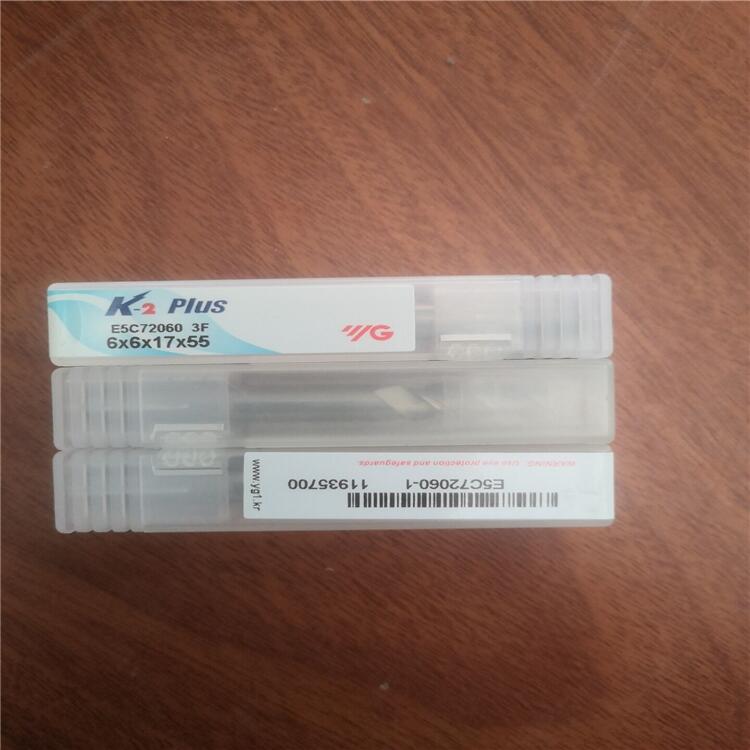 K-2 Plus
E5C72060 3F
6x6x17x55
YG
WARNING: Use eye protection and safeguards.
E5C72060-1 11935700
www.yg1.kr